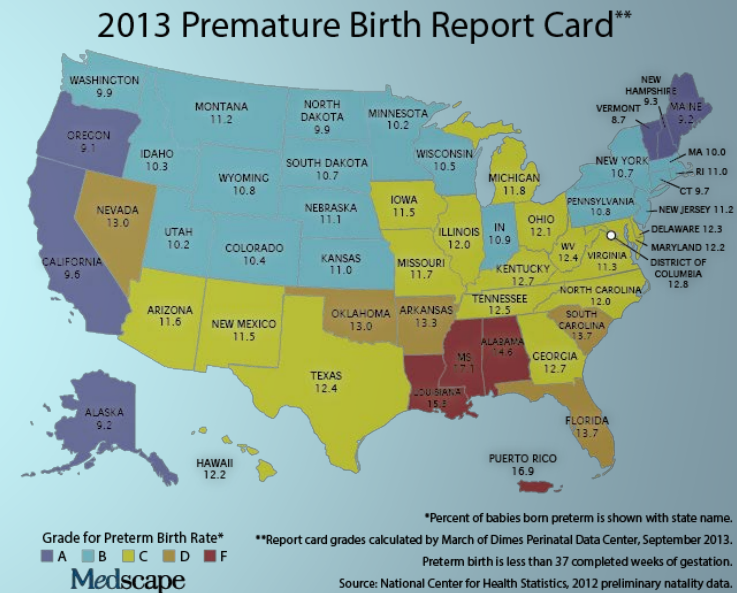 2013 Premature Birth Report Card**
WASHINGTON
9.9
OREGON
9.1
CALIFORNIA
9.6
NEVADA
13.0
IDAHO
10.3
MONTANA
11.2
WYOMING
10.8
UTAH
10.2
COLORADO
10.4
ARIZONA
11.6
NEW MEXICO
11.5
NORTH
DAKOTA
9.9
SOUTH DAKOTA
10.7
NEBRASKA
11.1
KANSAS
11.0
OKLAHOMA
13.0
TEXAS
12.4
MINNESOTA
10.2
IOWA
11.5
MISSOURI
11.7
ARKANSAS
13.3
LOUISIANA
WISCONSIN
10.5
ILLINOIS
12.0
MICHIGAN
11.8
IN
10.9
OHIO
12.1
KENTUCKY
12.7
TENNESSEE
12.5
MS
17.1
ALABAMA
14.6
GEORGIA
12.7
FLORIDA
13.7
SOUTH
CAROLINA
13.7
NORTH CAROLINA
12.0
VIRGINIA
11.3
WV
12.4
PENNSYLVANIA
10.8
NEW YORK
10.7
VERMONT
8.7
NEW
HAMPSHIRE
9.3
MAINE
9.2
MA 10.0
RI 11.0
CT 9.7
NEW JERSEY 11.2
DELAWARE 12.3
MARYLAND 12.2
DISTRICT OF
COLUMBIA
12.8
ALASKA
9.2
HAWAII
12.2
PUERTO RICO
16.9
*Percent of babies born preterm is shown with state name.
**Report card grades calculated by March of Dimes Perinatal Data Center, September 2013.
Preterm birth is less than 37 completed weeks of gestation.
Source: National Center for Health Statistics, 2012 preliminary natality data.
Grade for Preterm Birth Rate*
A B C D F
Medscape